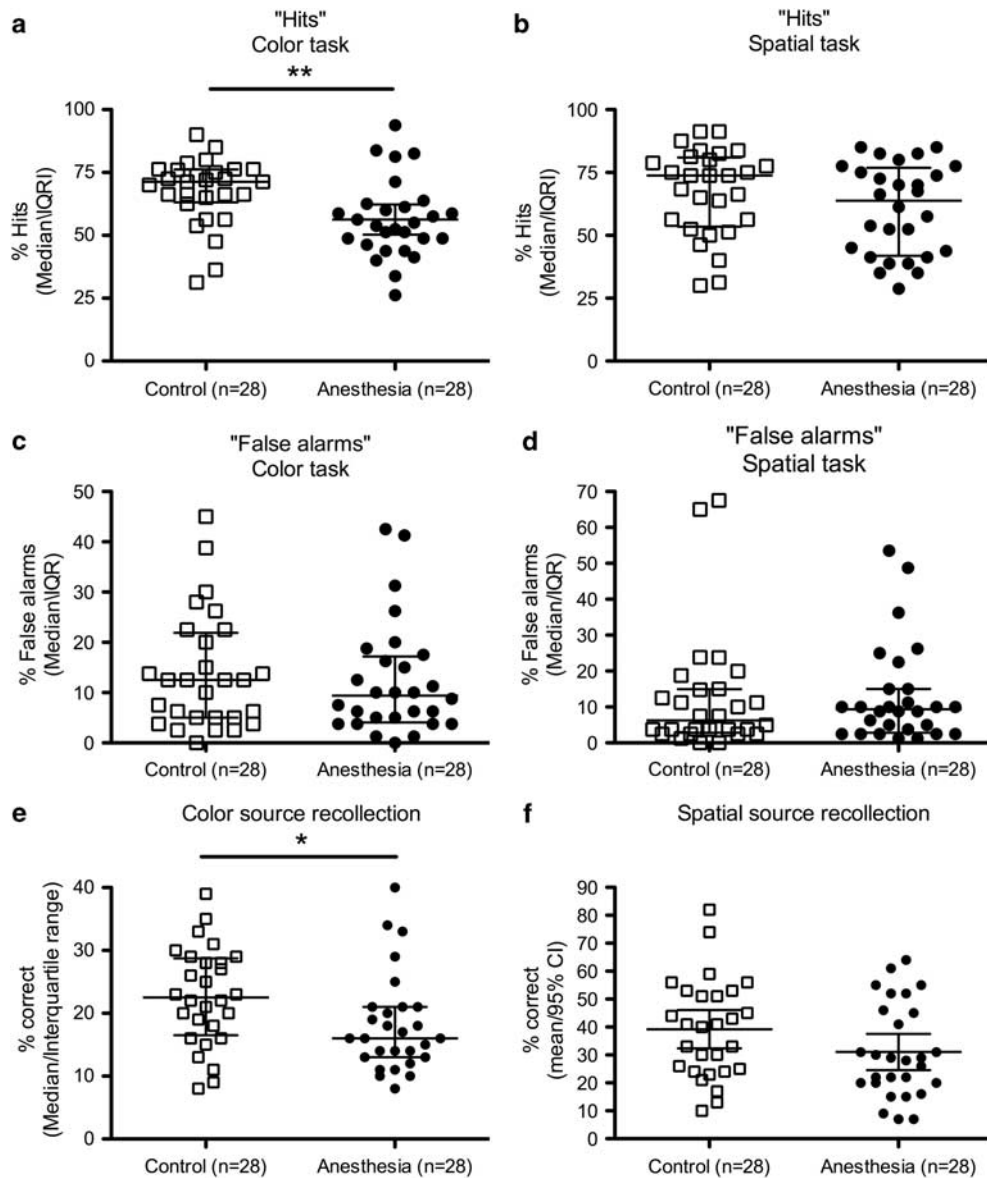 a
"Hits"
Color task
**
% Hits
(Median\IQRI)
100
75
50
25
0
Control (n=28)
Anesthesia (n=28)
b
"Hits"
Spatial task
% Hits
(Median/IQRI)
100
75
50
25
0
Control (n=28)
Anesthesia (n=28)
c
"False alarms"
Color task
% False alarms
(Median\IQR)
50
40
30
20
10
0
Control (n=28)
Anesthesia (n=28)
d
"False alarms"
Spatial task
% False alarms
(Median/IQR)
70
60
50
40
30
20
10
0
Control (n=28)
Anesthesia (n=28)
e
Color source recollection
*
% correct
(Median/Interquartile range)
40
30
20
10
0
Control (n=28)
Anesthesia (n=28)
f
Spatial source recollection
% correct
(mean/95% CI)
90
80
70
60
50
40
30
20
10
0
Control (n=28)
Anesthesia (n=28)